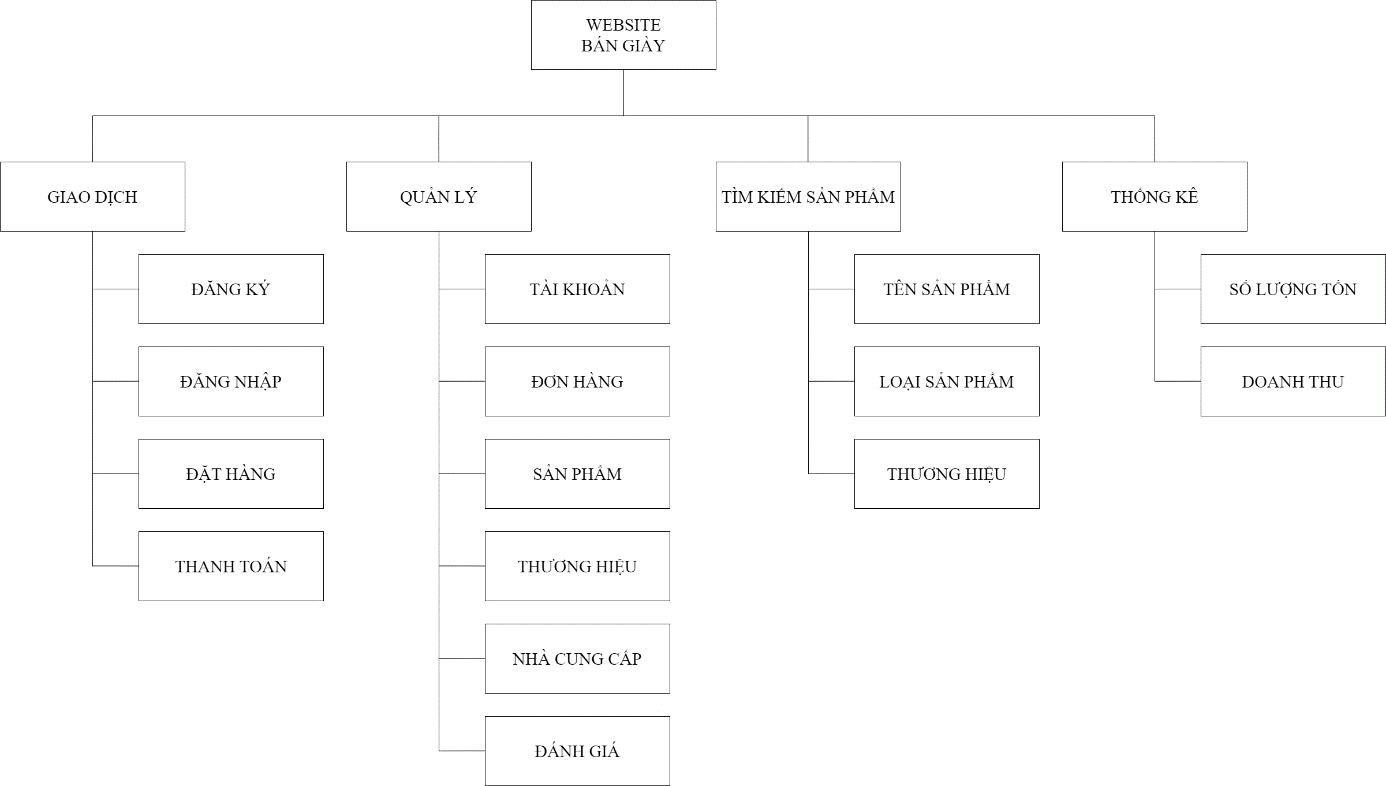 WEBSITE
BÁN GIÀY
GIAO DỊCH
QUẢN LÝ
TÌM KIẾM SẢN PHẨM
THỐNG KÊ
ĐĂNG KÝ
TÀI KHOẢN
TÊN SẢN PHẨM
SỐ LƯỢNG TỒN
ĐĂNG NHẬP
ĐƠN HÀNG
LOẠI SẢN PHẨM
DOANH THU
ĐẶT HÀNG
SẢN PHẨM
THƯƠNG HIỆU
THANH TOÁN
THƯƠNG HIỆU
NHÀ CUNG CẤP
ĐÁNH GIÁ